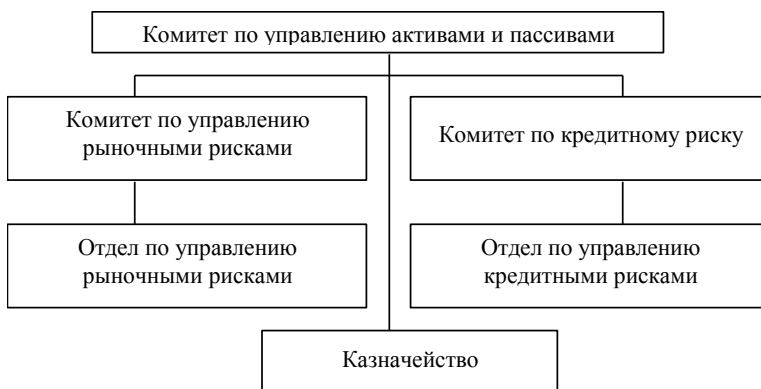 Комитет по управлению активами и пассивами
Комитет по управлению
рыночными рисками
Комитет по кредитному риску
Отдел по управлению
рыночными рисками
Отдел по управлению
кредитными рисками
Казначейство